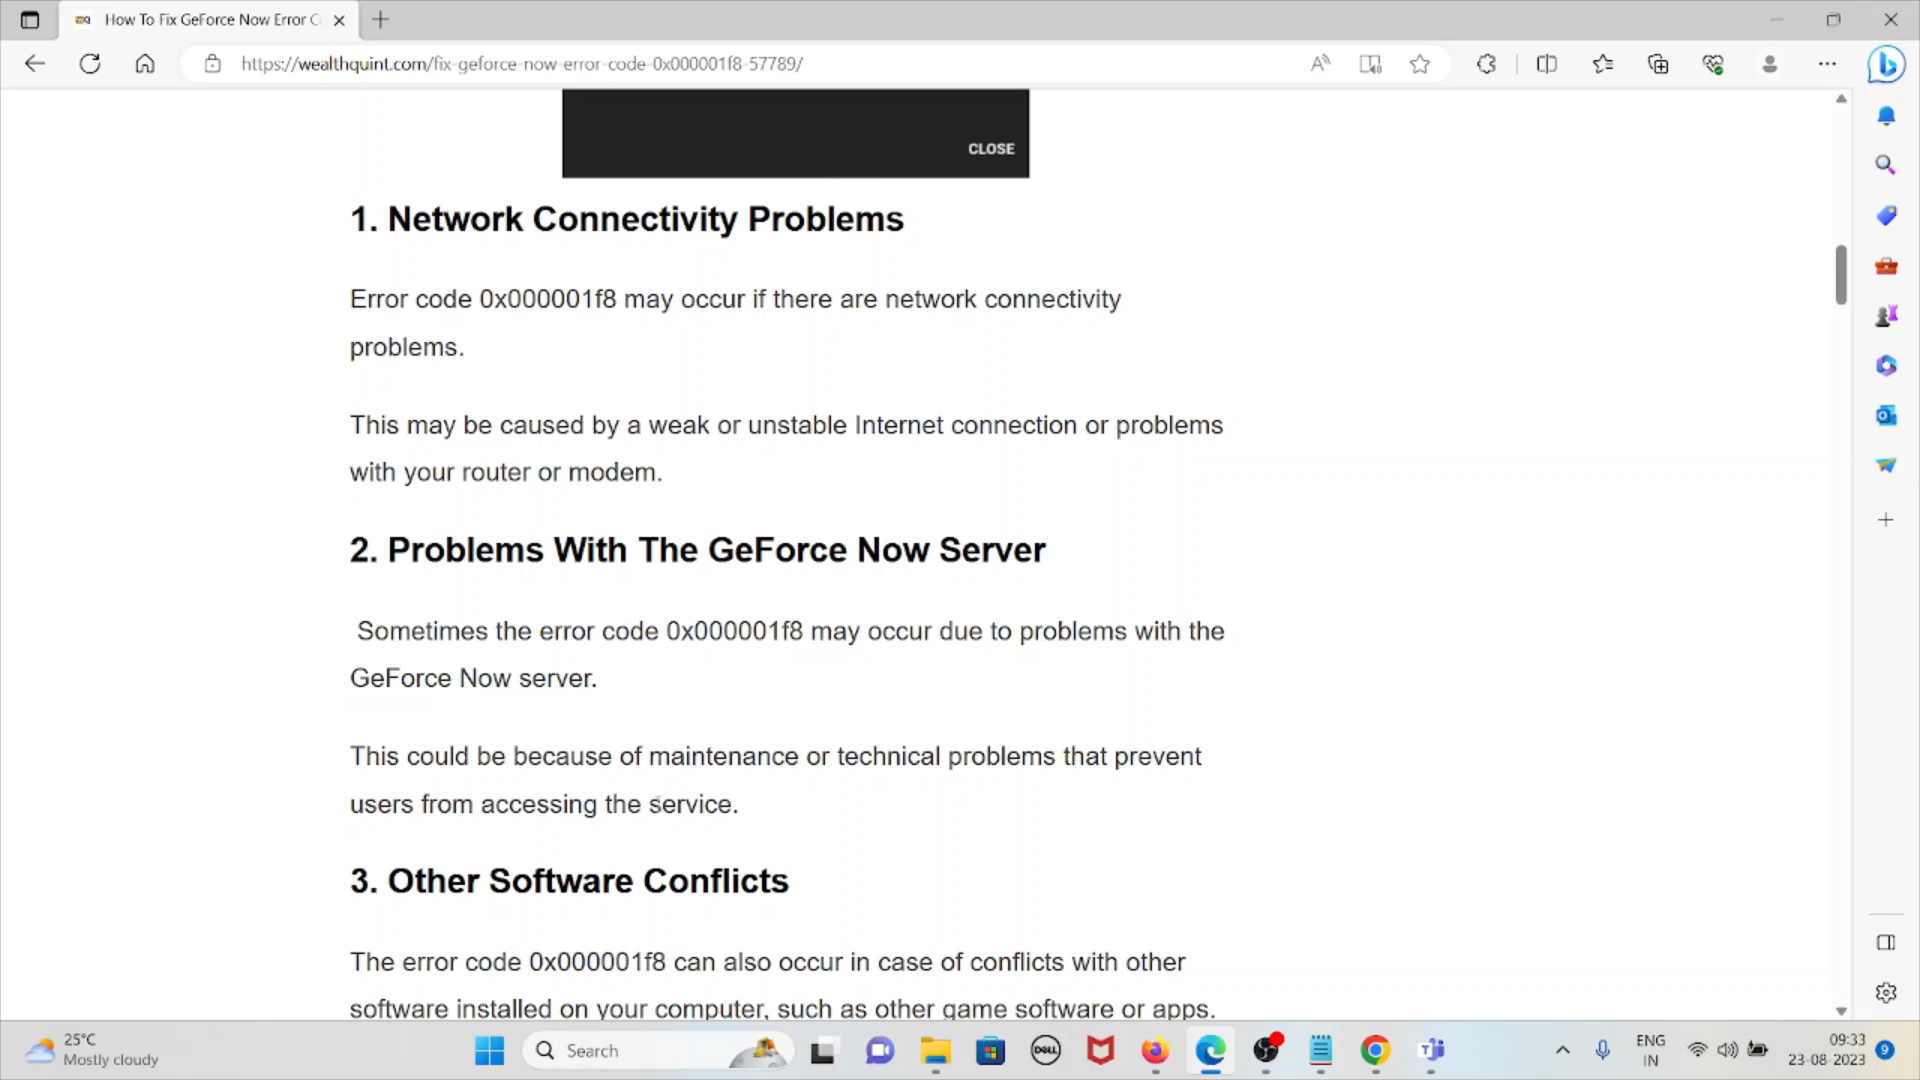 How To Fix GeForce Now Error C
https://wealthquint.com/fix-geforce-now-error-code-0x000001f8-57789/
CLOSE
1. Network Connectivity Problems
Error code 0x000001f8 may occur if there are network connectivity
problems.
This may be caused by a weak or unstable Internet connection or problems
with your router or modem.
2. Problems With The GeForce Now Server
Sometimes the error code 0x000001f8 may occur due to problems with the
GeForce Now server.
This could be because of maintenance or technical problems that prevent
users from accessing the service.
3. Other Software Conflicts
The error code 0x000001f8 can also occur in case of conflicts with other
software installed on your computer, such as other game software or apps.
25°C
Mostly cloudy
Search
DELL
ENG
IN
09:33
23-08-2023
9